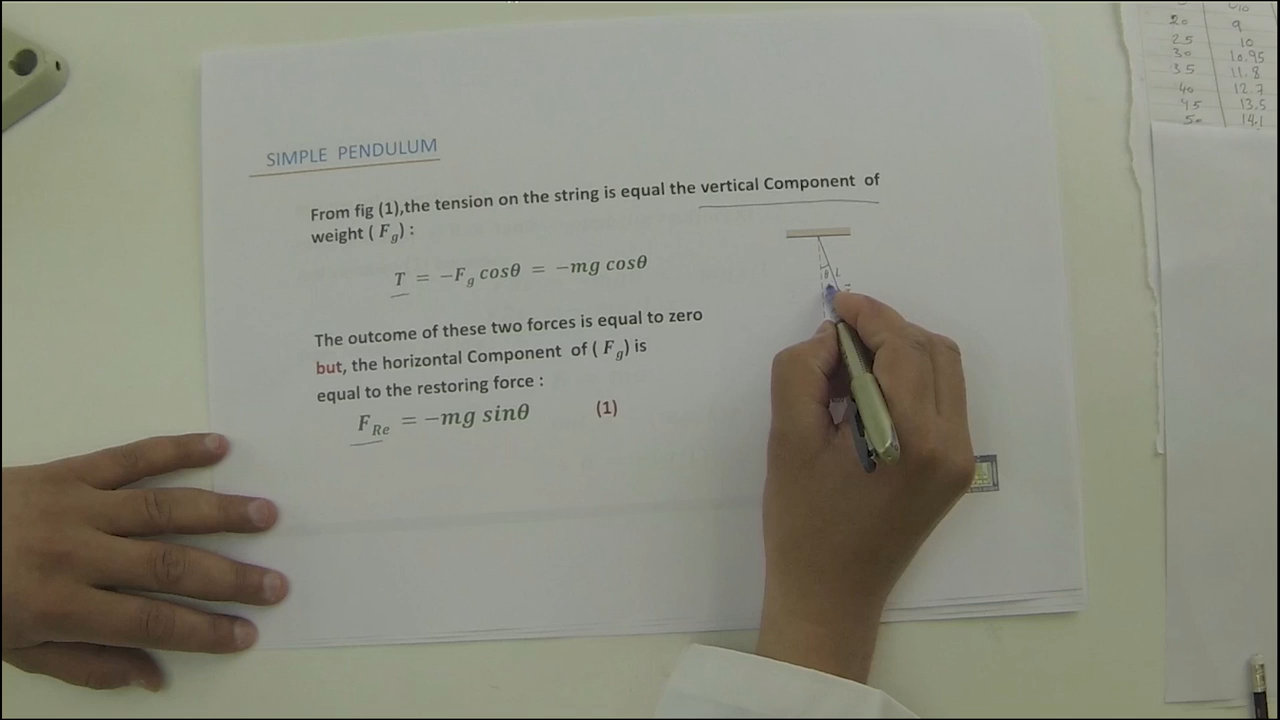 SIMPLE PENDULUM
From fig (1),the tension on the string is equal the vertical Component of
weight ( F_g) :
T = −F_g cosθ = −mg cosθ
The outcome of these two forces is equal to zero
but, the horizontal Component of ( F_g) is
equal to the restoring force :
F_Re = −mg sinθ (1)
θ L
20 9
25 10
30 10.95
35 11.8
40 12.7
45 13.5
50 14.1